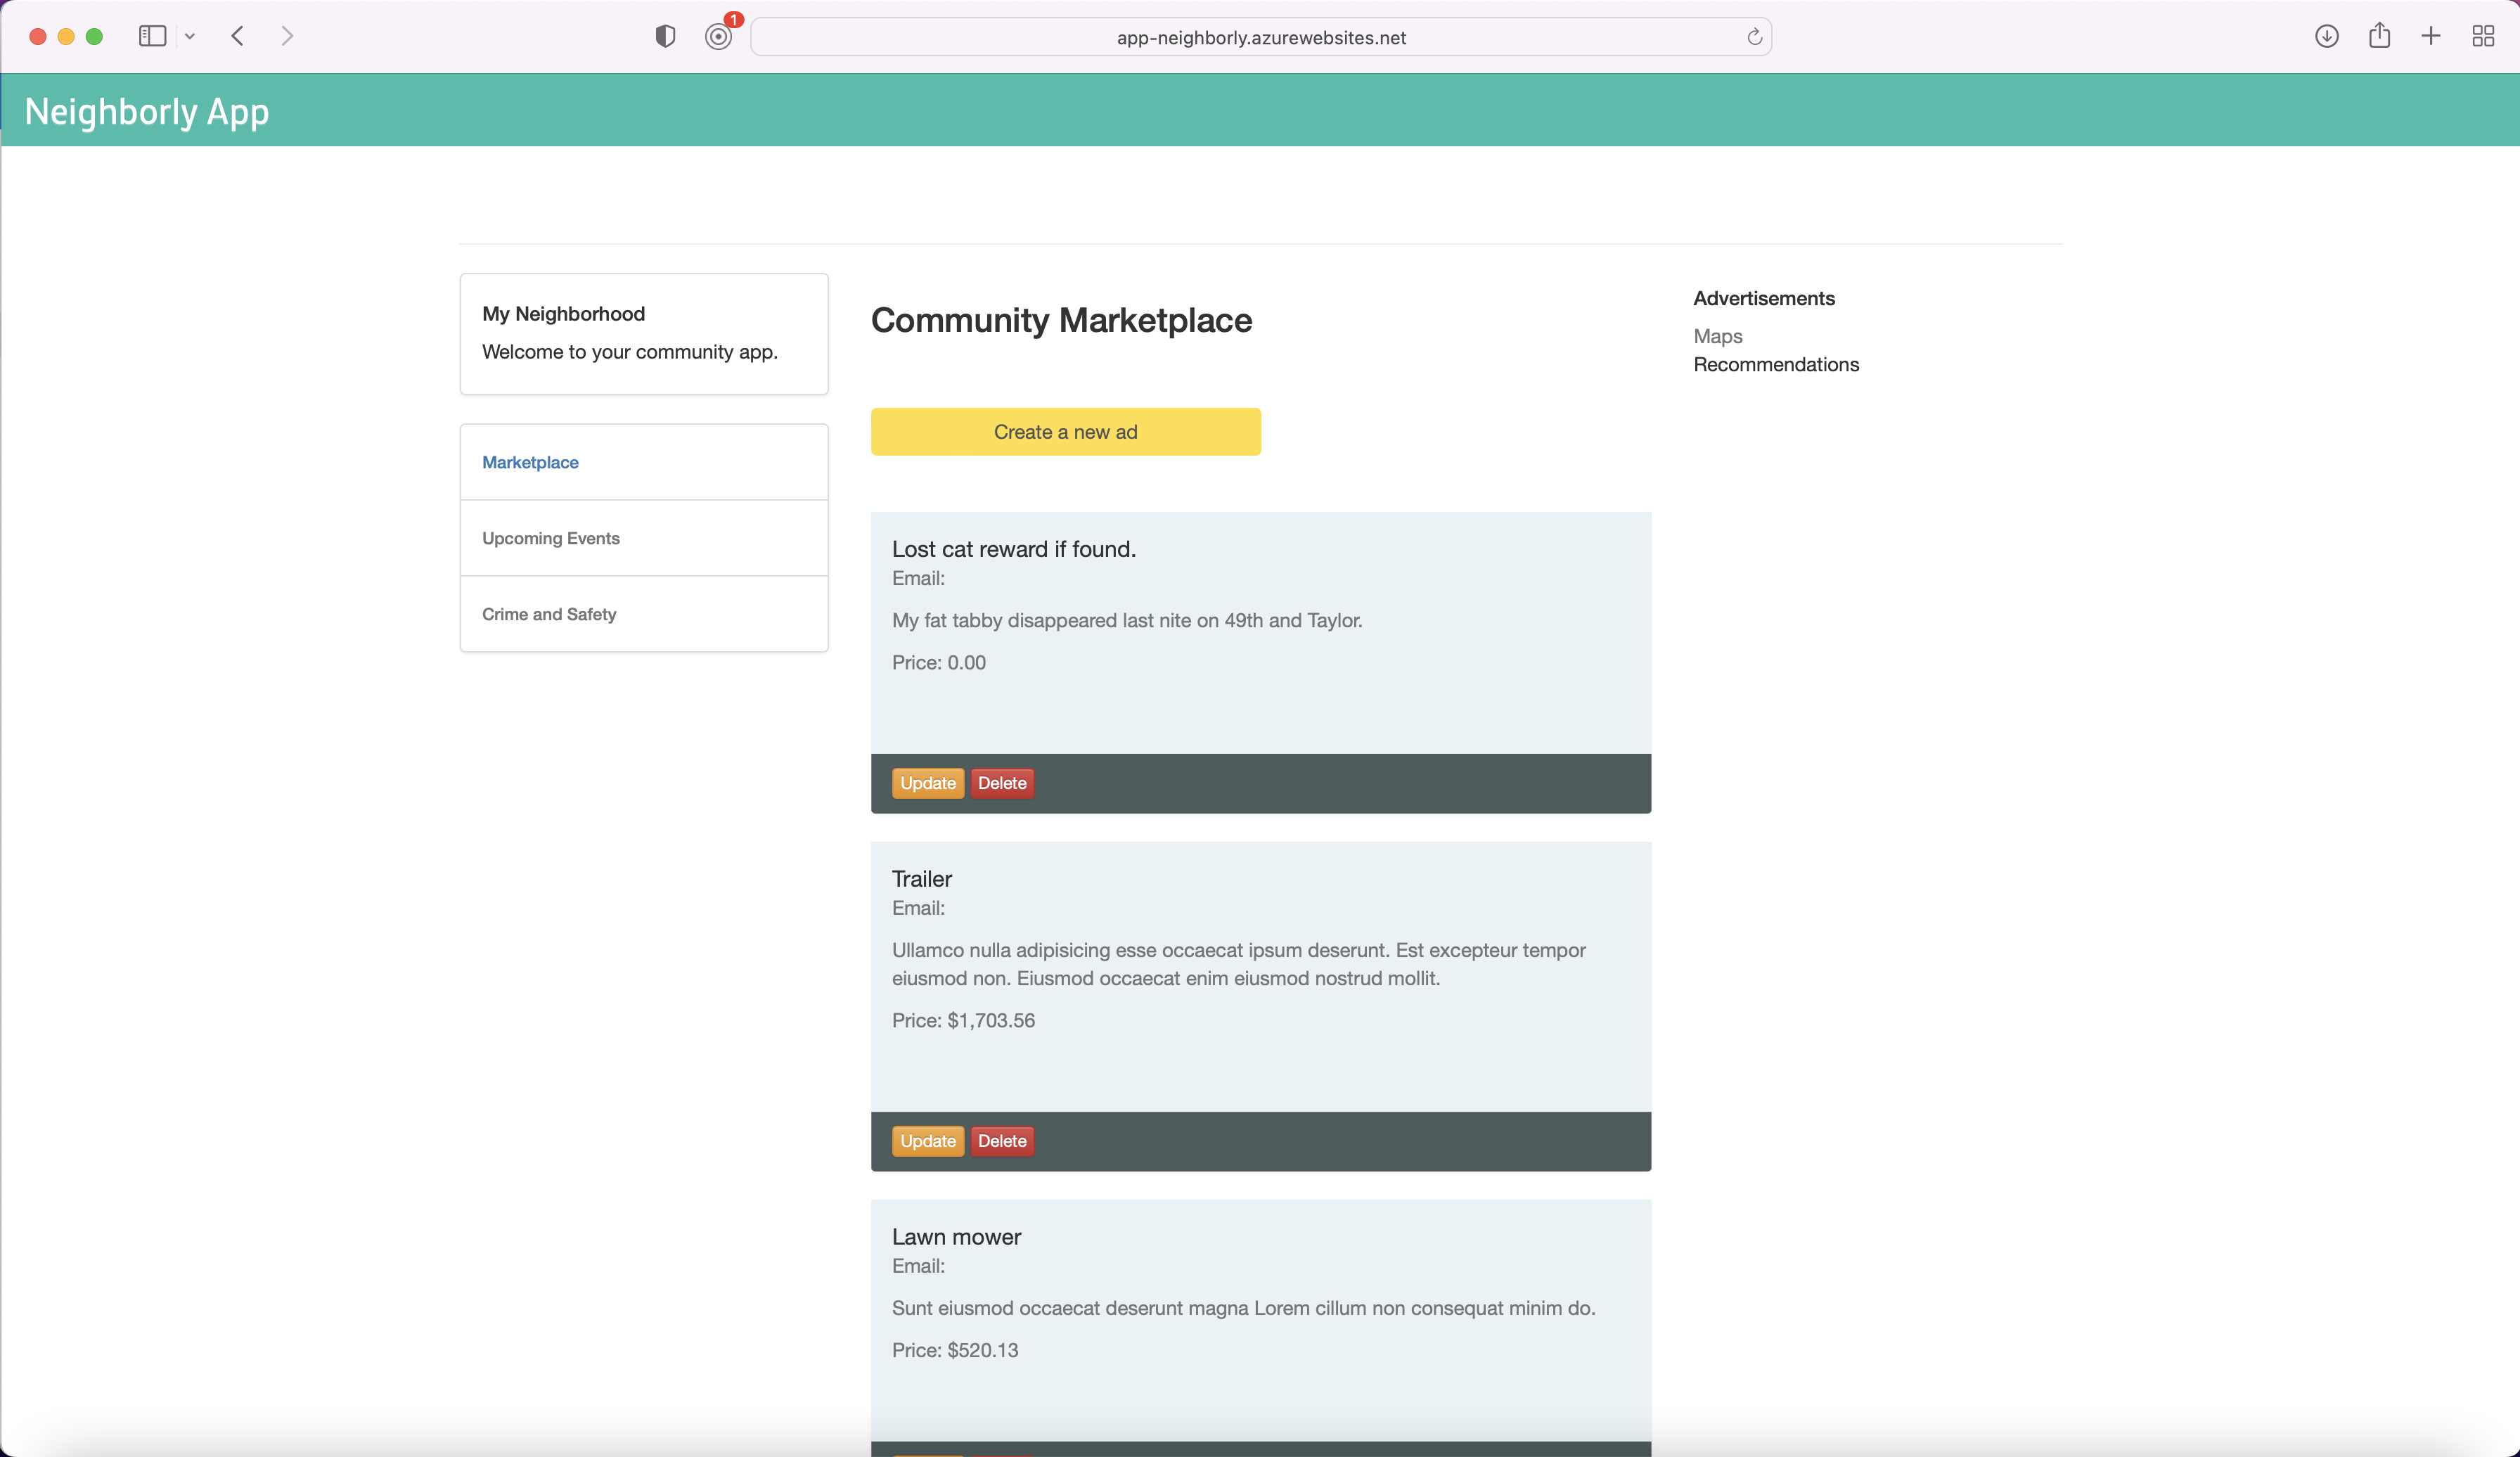 1
app-neighborly.azurewebsites.net
Neighborly App
My Neighborhood
Welcome to your community app.
Marketplace
Upcoming Events
Crime and Safety
Community Marketplace
Create a new ad
Lost cat reward if found.
Email:
My fat tabby disappeared last nite on 49th and Taylor.
Price: 0.00
Update Delete
Trailer
Email:
Ullamco nulla adipisicing esse occaecat ipsum deserunt. Est excepteur tempor
eiusmod non. Eiusmod occaecat enim eiusmod nostrud mollit.
Price: $1,703.56
Update Delete
Lawn mower
Email:
Sunt eiusmod occaecat deserunt magna Lorem cillum non consequat minim do.
Price: $520.13
Advertisements
Maps
Recommendations